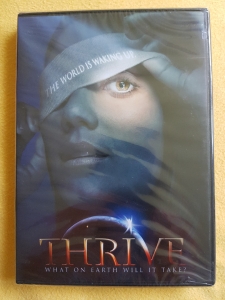 THE WORLD IS WAKING UP
THRIVE
WHAT ON EARTH WILL IT TAKE?